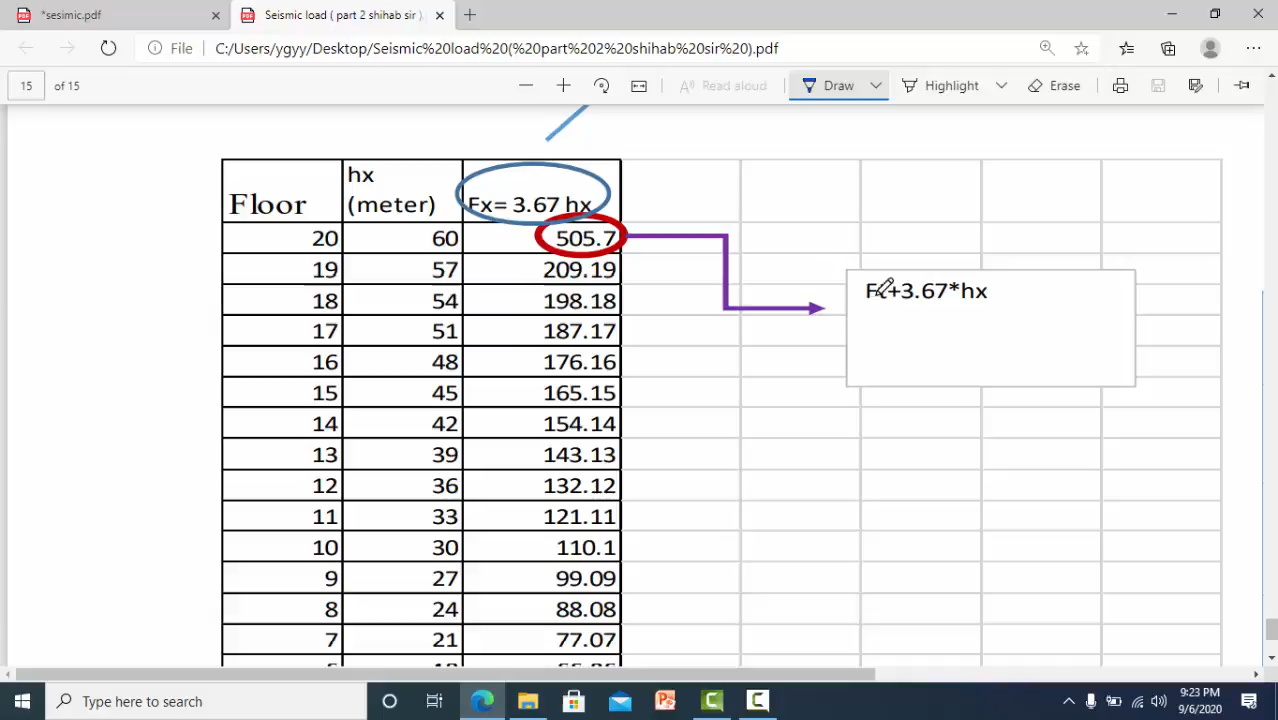 *sesimic.pdf
Seismic load ( part 2 shihab sir )
File
C:/Users/ygyy/Desktop/Seismic%20load%20(%20part%202%20shihab%20sir%20).pdf
15 of 15
Read aloud
Draw
Highlight
Erase
Floor hx (meter) Fx= 3.67 hx
20 60 505.7
19 57 209.19
18 54 198.18
17 51 187.17
16 48 176.16
15 45 165.15
14 42 154.14
13 39 143.13
12 36 132.12
11 33 121.11
10 30 110.1
9 27 99.09
8 24 88.08
7 21 77.07
Ft+3.67*hx
Type here to search
9:23 PM
9/6/2020